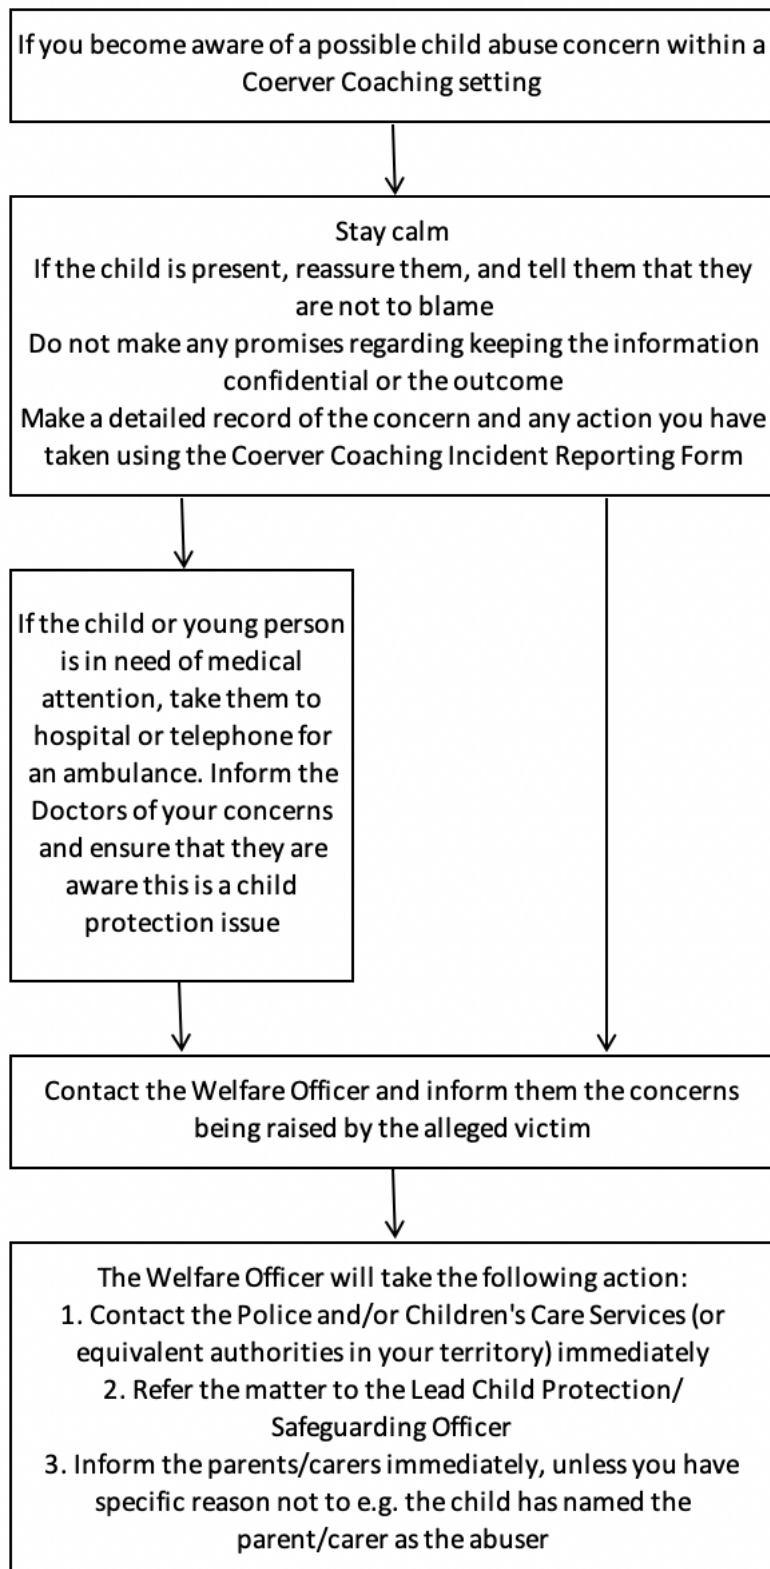 If you become aware of a possible child abuse concern within a
Coerver Coaching setting
Stay calm
If the child is present, reassure them, and tell them that they
are not to blame
Do not make any promises regarding keeping the information
confidential or the outcome
Make a detailed record of the concern and any action you have
taken using the Coerver Coaching Incident Reporting Form
If the child or young person
is in need of medical
attention, take them to
hospital or telephone for
an ambulance. Inform the
Doctors of your concerns
and ensure that they are
aware this is a child
protection issue
Contact the Welfare Officer and inform them the concerns
being raised by the alleged victim
The Welfare Officer will take the following action:
1. Contact the Police and/or Children's Care Services (or
equivalent authorities in your territory) immediately
2. Refer the matter to the Lead Child Protection/
Safeguarding Officer
3. Inform the parents/carers immediately, unless you have
specific reason not to e.g. the child has named the
parent/carer as the abuser